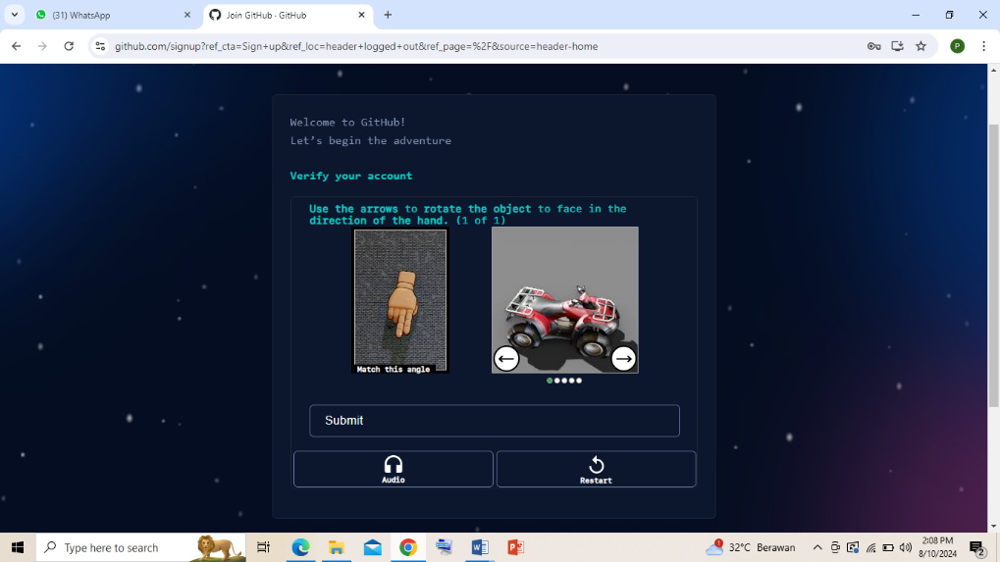 (31) WhatsApp
Join GitHub · GitHub
github.com/signup?ref_cta=Sign+up&ref_loc=header+logged+out&ref_page=%2F&source=header-home
P
Welcome to GitHub!
Let's begin the adventure
Verify your account
Use the arrows to rotate the object to face in the
direction of the hand. (1 of 1)
Match this angle
Submit
Audio
Restart
Type here to search
32°C Berawan
2:08 PM
8/10/2024
2